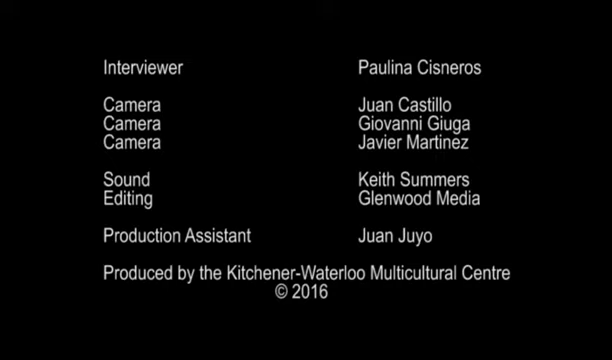 Interviewer Paulina Cisneros
Camera Juan Castillo
Camera Giovanni Giuga
Camera Javier Martinez
Sound Keith Summers
Editing Glenwood Media
Production Assistant Juan Juyo
Produced by the Kitchener-Waterloo Multicultural Centre
© 2016